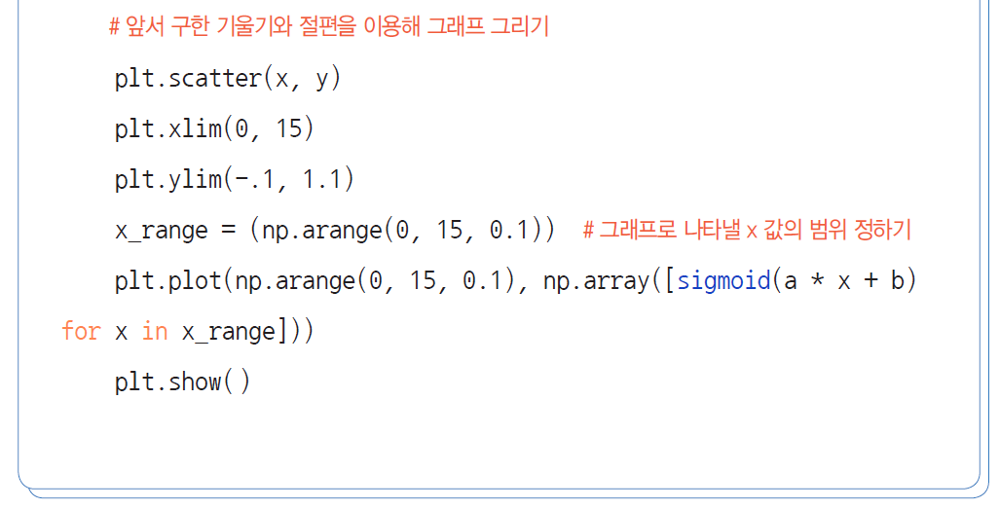 # 앞서 구한 기울기와 절편을 이용해 그래프 그리기
plt.scatter(x, y)
plt.xlim(0, 15)
plt.ylim(-.1, 1.1)
x_range = (np.arange(0, 15, 0.1)) # 그래프로 나타낼 x 값의 범위 정하기
plt.plot(np.arange(0, 15, 0.1), np.array([sigmoid(a * x + b)
for x in x_range]))
plt.show()